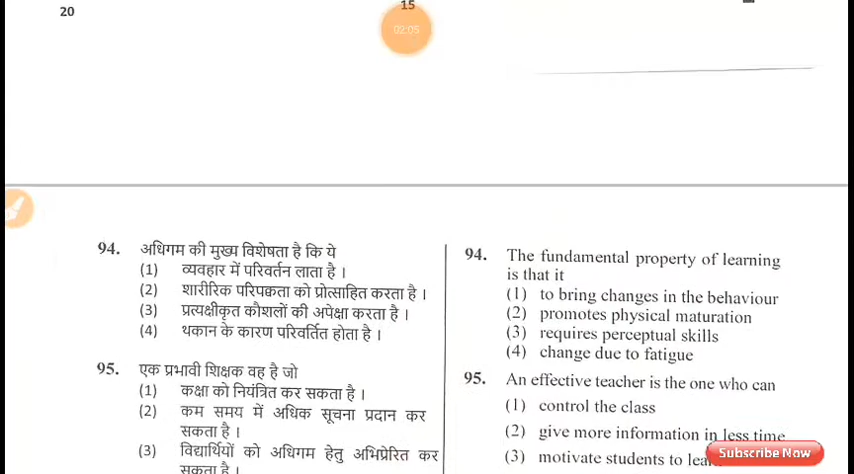 20
15
02:05
94. अधिगम की मुख्य विशेषता है कि ये
(1) व्यवहार में परिवर्तन लाता है ।
(2) शारीरिक परिपक्वता को प्रोत्साहित करता है ।
(3) प्रत्यक्षीकृत कौशलों की अपेक्षा करता है ।
(4) थकान के कारण परिवर्तित होता है ।
95. एक प्रभावी शिक्षक वह है जो
(1) कक्षा को नियंत्रित कर सकता है ।
(2) कम समय में अधिक सूचना प्रदान कर
सकता है ।
(3) विद्यार्थियों को अधिगम हेतु अभिप्रेरित कर
सकता है ।
94. The fundamental property of learning
is that it
(1) to bring changes in the behaviour
(2) promotes physical maturation
(3) requires perceptual skills
(4) change due to fatigue
95. An effective teacher is the one who can
(1) control the class
(2) give more information in less time
(3) motivate students to
Subscribe Now